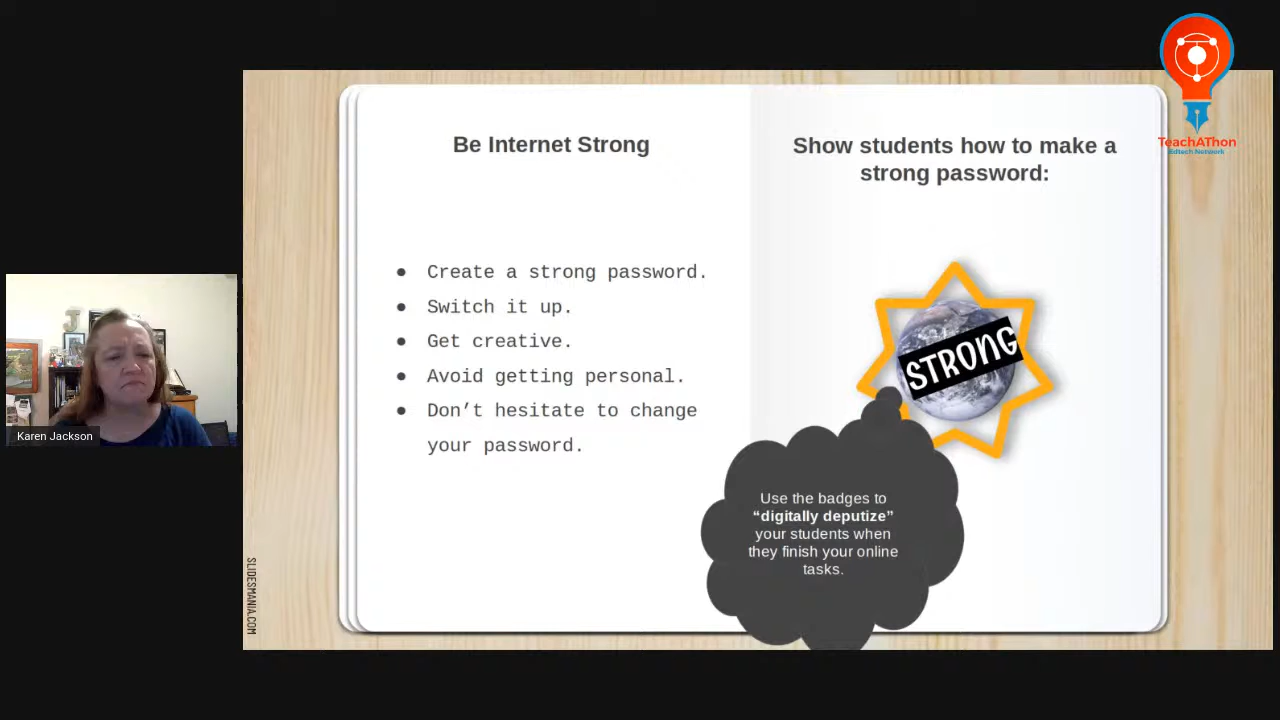 TeachAThon
Edtech Network
Be Internet Strong
● Create a strong password.
● Switch it up.
● Get creative.
● Avoid getting personal.
● Don’t hesitate to change
your password.
Show students how to make a
strong password:
STRONG
Use the badges to
“digitally deputize”
your students when
they finish your online
tasks.
Karen Jackson
SLIDESMANIA.COM